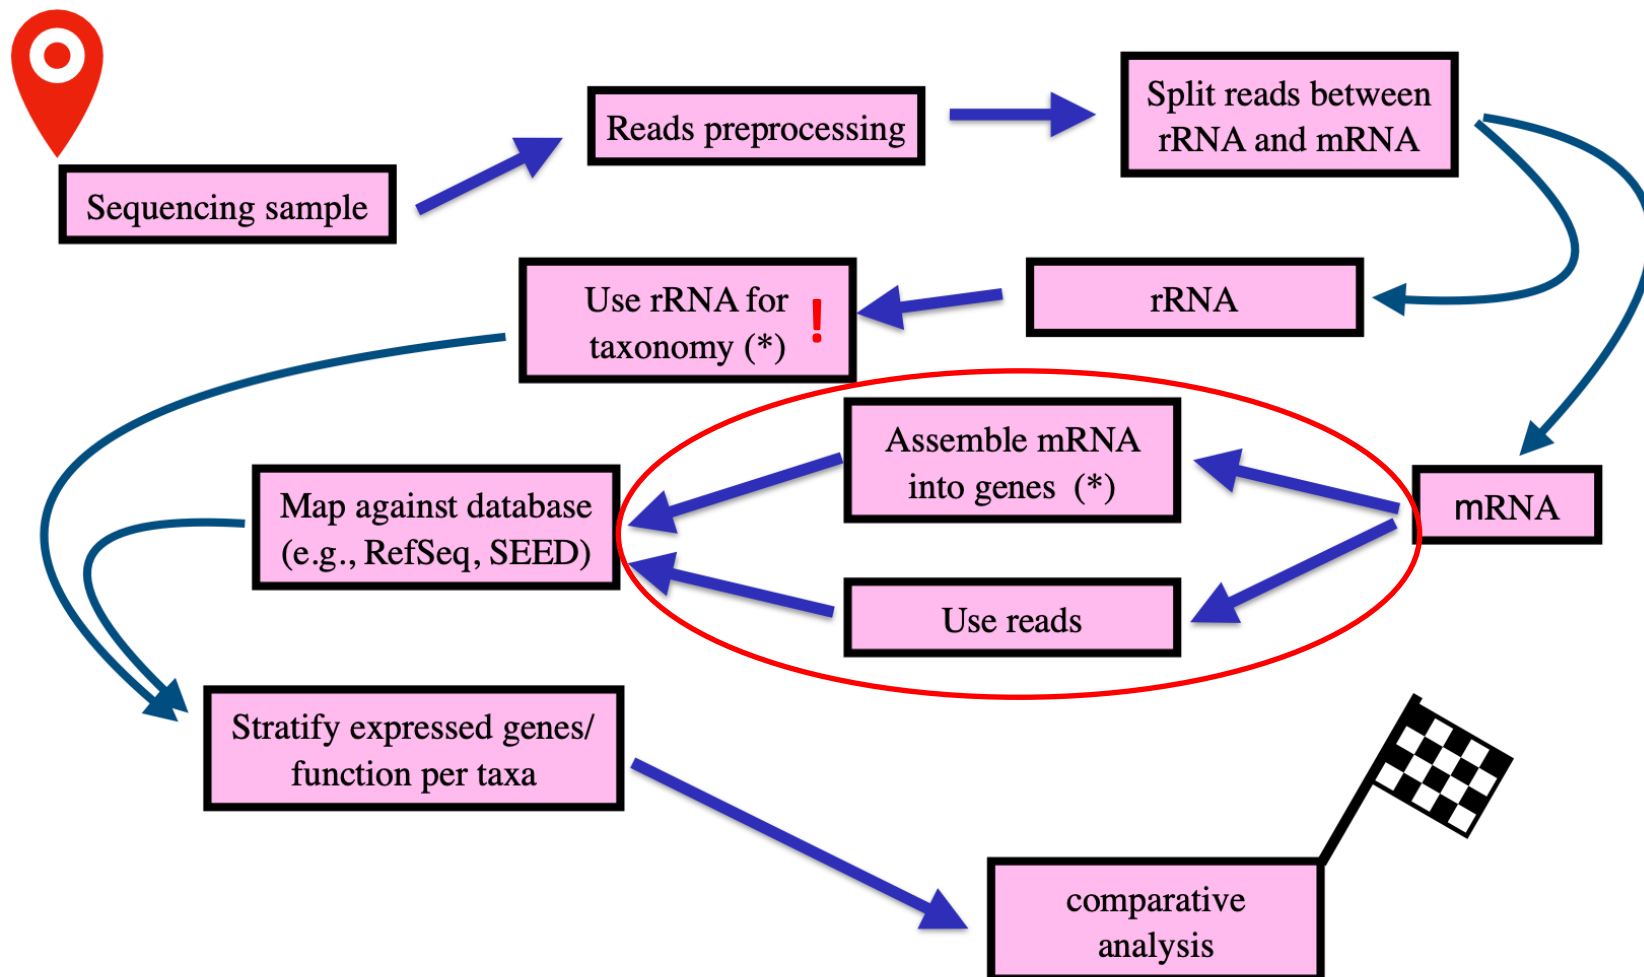 Sequencing sample
Reads preprocessing
Split reads between
rRNA and mRNA
rRNA
Use rRNA for
taxonomy (*)
!
mRNA
Assemble mRNA
into genes (*)
Use reads
Map against database
(e.g., RefSeq, SEED)
Stratify expressed genes/
function per taxa
comparative
analysis